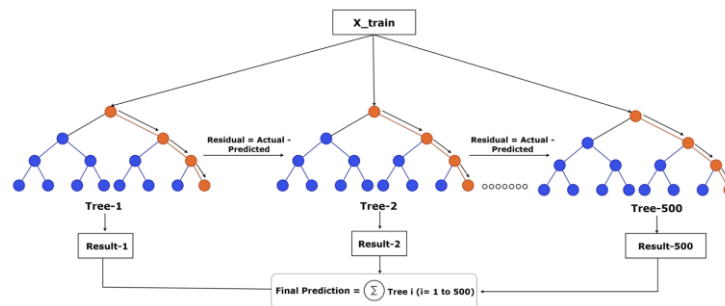 X_train
Residual = Actual -
Predicted
Residual = Actual -
Predicted
Tree-1
Tree-2
Tree-500
Result-1
Result-2
Result-500
Final Prediction = ∑ Tree i (i= 1 to 500)